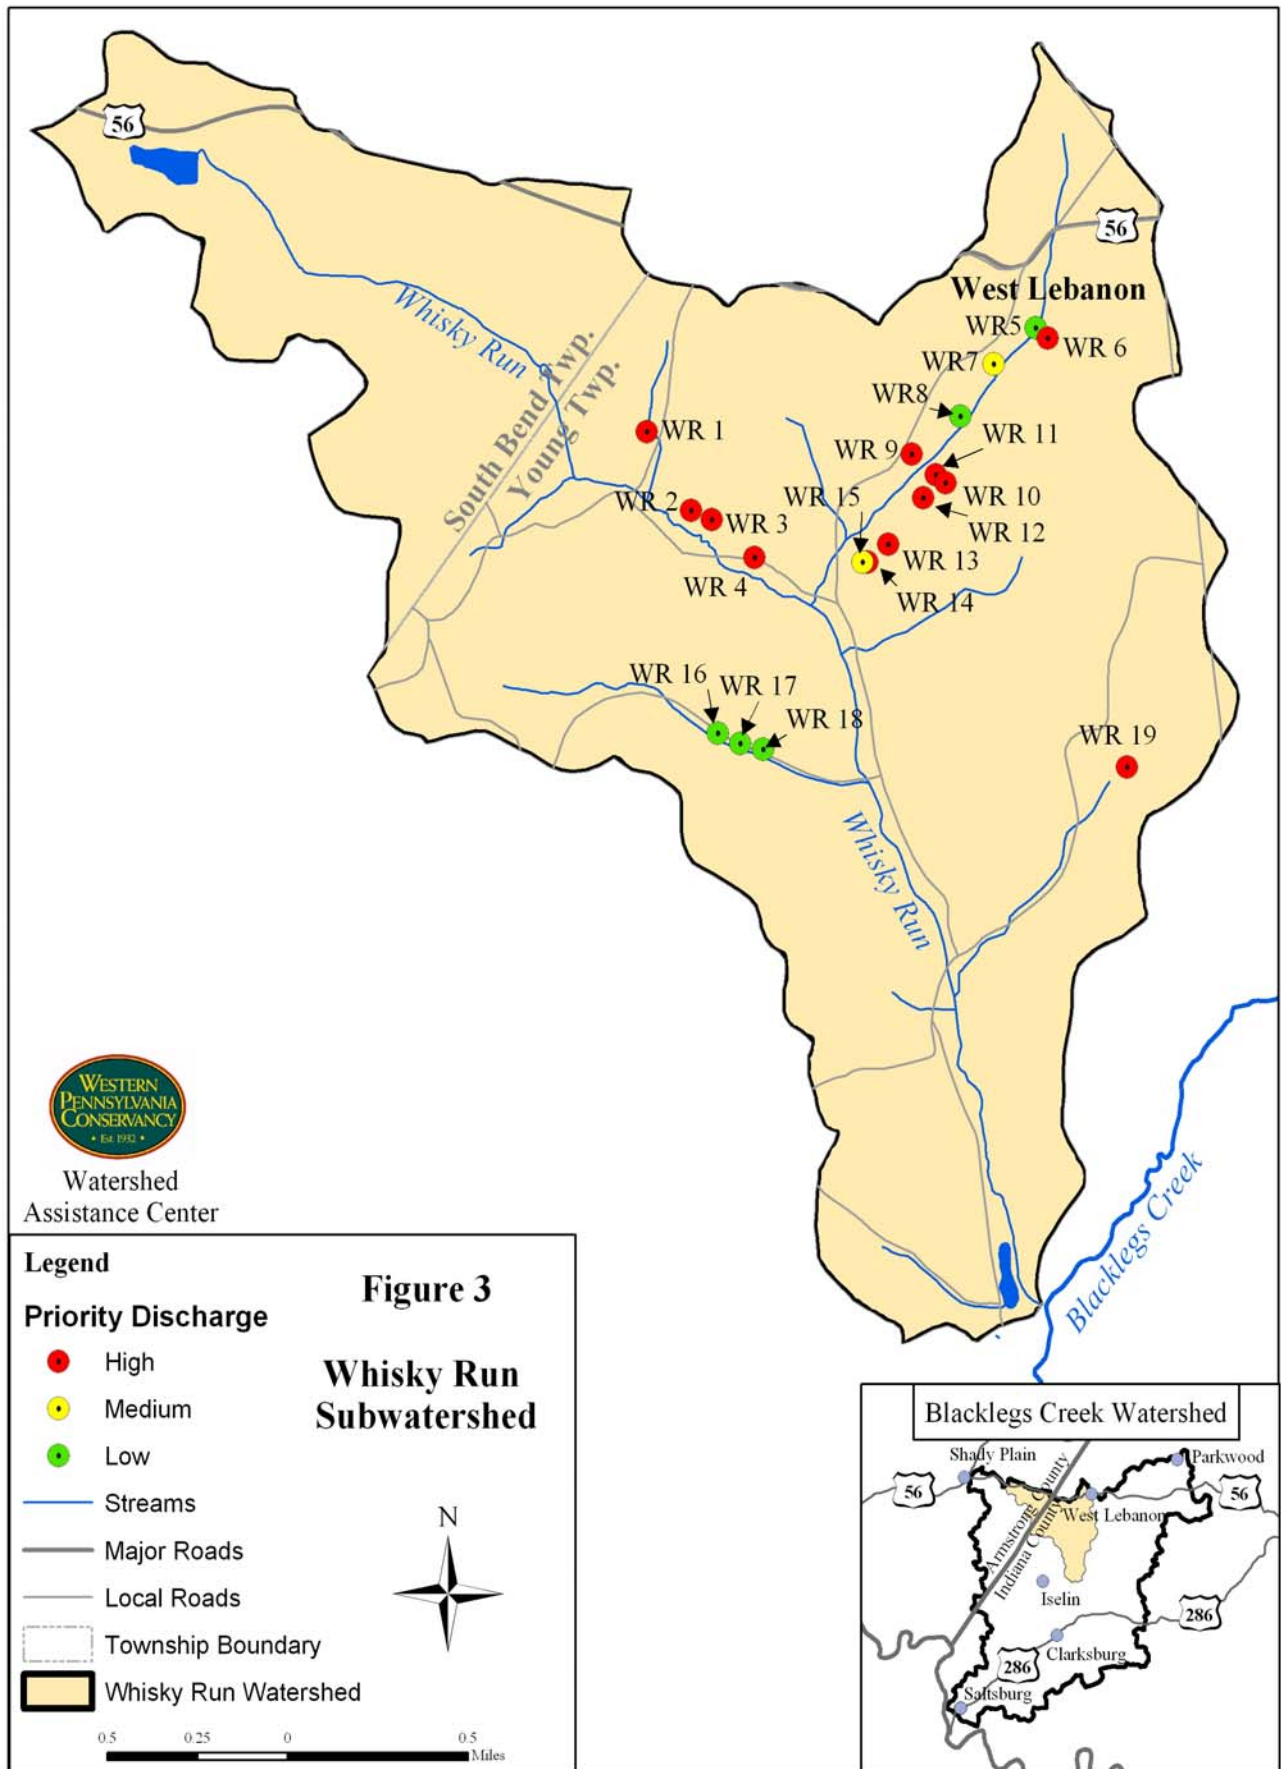 56
56
West Lebanon
WR5
WR 6
WR7
WR8
WR 11
WR 9
WR 10
WR 15
WR 12
WR 13
WR 14
Whisky Run
South Bend Twp.
Young Twp.
WR 1
WR 2
WR 3
WR 4
WR 16
WR 17
WR 18
WR 19
Whisky Run
Blacklegs Creek
WESTERN
PENNSYLVANIA
CONSERVANCY
• Est. 1932 •
Watershed
Assistance Center
Legend
Priority Discharge
High
Medium
Low
Streams
Major Roads
Local Roads
Township Boundary
Whisky Run Watershed
Figure 3
Whisky Run
Subwatershed
N
0.5 0.25 0 0.5
Miles
Blacklegs Creek Watershed
Shady Plain
Parkwood
56
56
West Lebanon
Armstrong County
Indiana County
Iselin
286
Clarksburg
286
Saltsburg